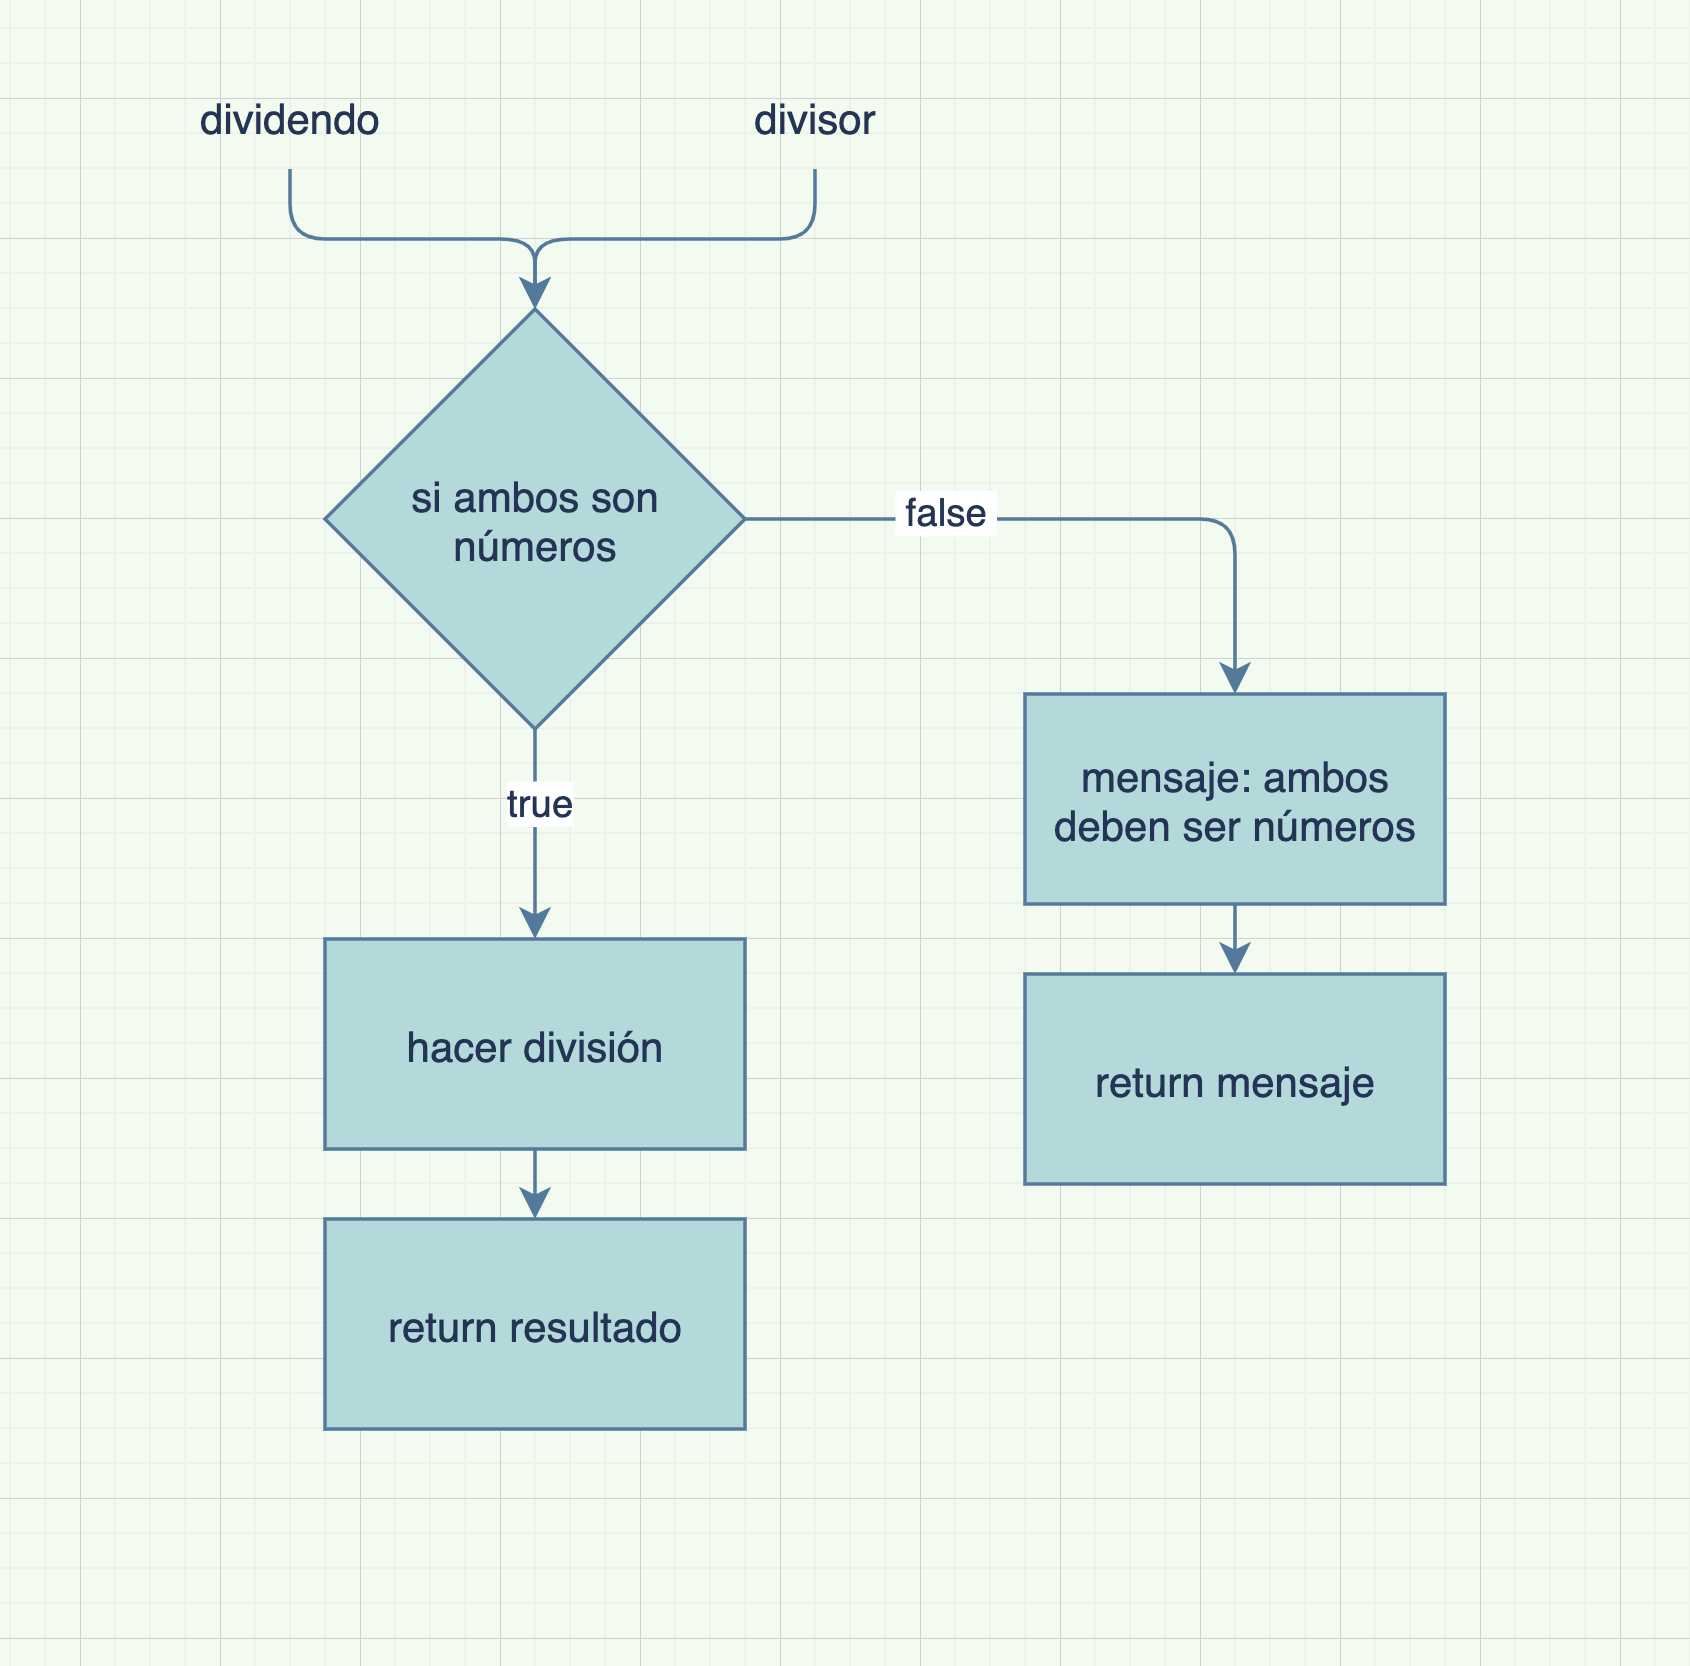 dividendo
divisor
si ambos son
números
false
true
mensaje: ambos
deben ser números
hacer división
return mensaje
return resultado